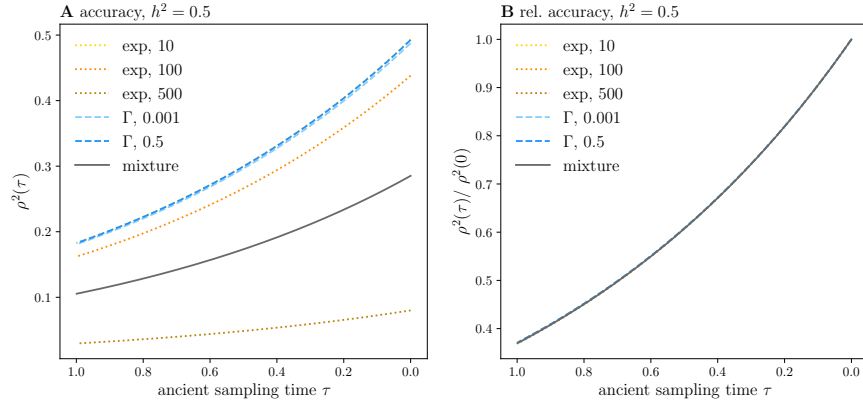 A accuracy, h² = 0.5
0.5
0.4
0.3
0.2
0.1
ρ²(τ)
exp, 10
exp, 100
exp, 500
Γ, 0.001
Γ, 0.5
mixture
1.0 0.8 0.6 0.4 0.2 0.0
ancient sampling time τ
B rel. accuracy, h² = 0.5
1.0
0.9
0.8
0.7
0.6
0.5
0.4
ρ²(τ)/ ρ²(0)
exp, 10
exp, 100
exp, 500
Γ, 0.001
Γ, 0.5
mixture
1.0 0.8 0.6 0.4 0.2 0.0
ancient sampling time τ